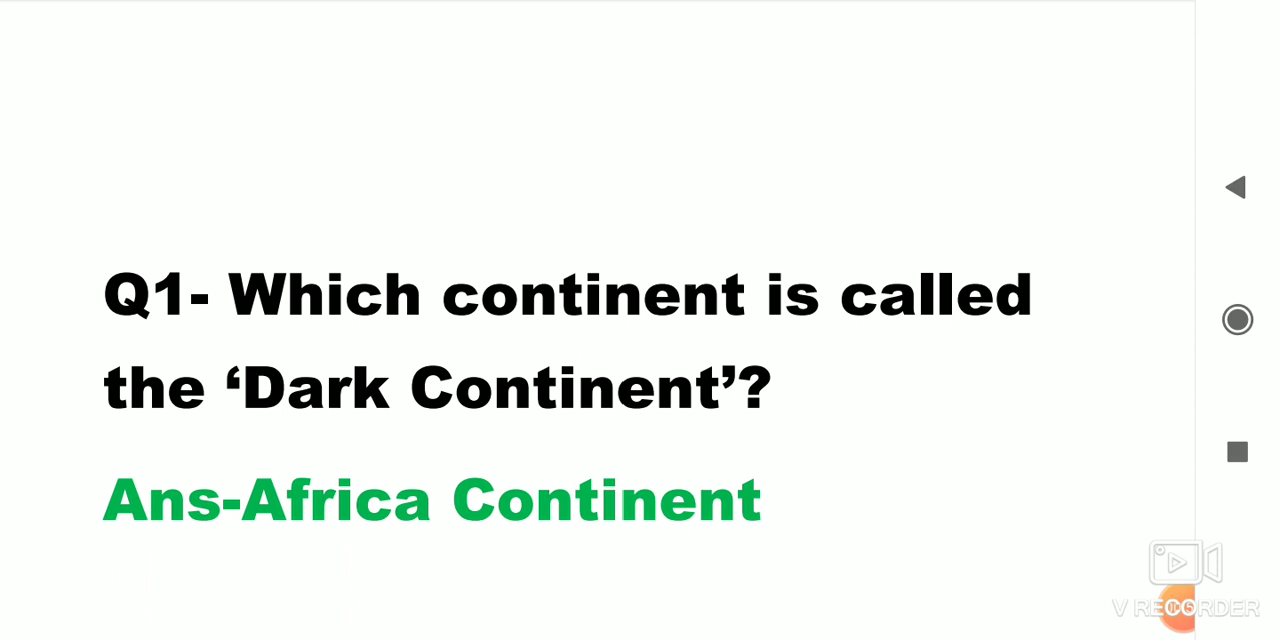 Q1- Which continent is called
the ‘Dark Continent’?
Ans-Africa Continent
V RECORDER